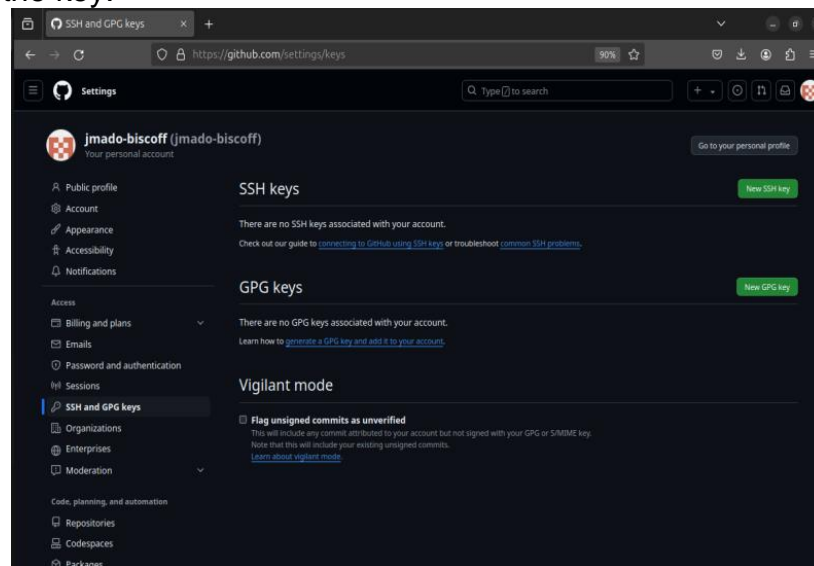 the key.
SSH and GPG keys × +
https://github.com/settings/keys 90%
Settings
Type / to search
jmado-biscoff (jmado-biscoff)
Your personal account
Go to your personal profile
Public profile
Account
Appearance
Accessibility
Notifications
Access
Billing and plans
Emails
Password and authentication
Sessions
SSH and GPG keys
Organizations
Enterprises
Moderation
Code, planning, and automation
Repositories
Codespaces
Packages
SSH keys
New SSH key
There are no SSH keys associated with your account.
Check out our guide to connecting to GitHub using SSH keys or troubleshoot common SSH problems.
GPG keys
New GPG key
There are no GPG keys associated with your account.
Learn how to generate a GPG key and add it to your account.
Vigilant mode
Flag unsigned commits as unverified
This will include any commit attributed to your account but not signed with your GPG or S/MIME key.
Note that this will include your existing unsigned commits.
Learn about vigilant mode.